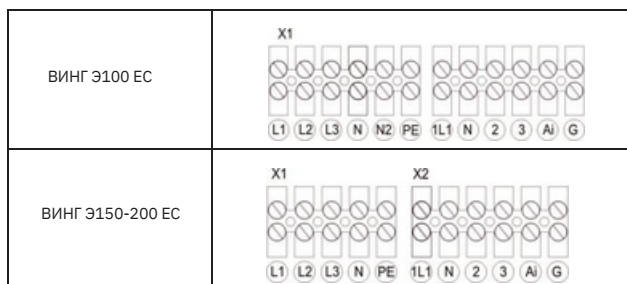 X1
ВИНГ Э100 ЕС
L1 L2 L3 N N2 PE 1L1 N 2 3 Ai G
X1 X2
ВИНГ Э150-200 ЕС
L1 L2 L3 N PE 1L1 N 2 3 Ai G